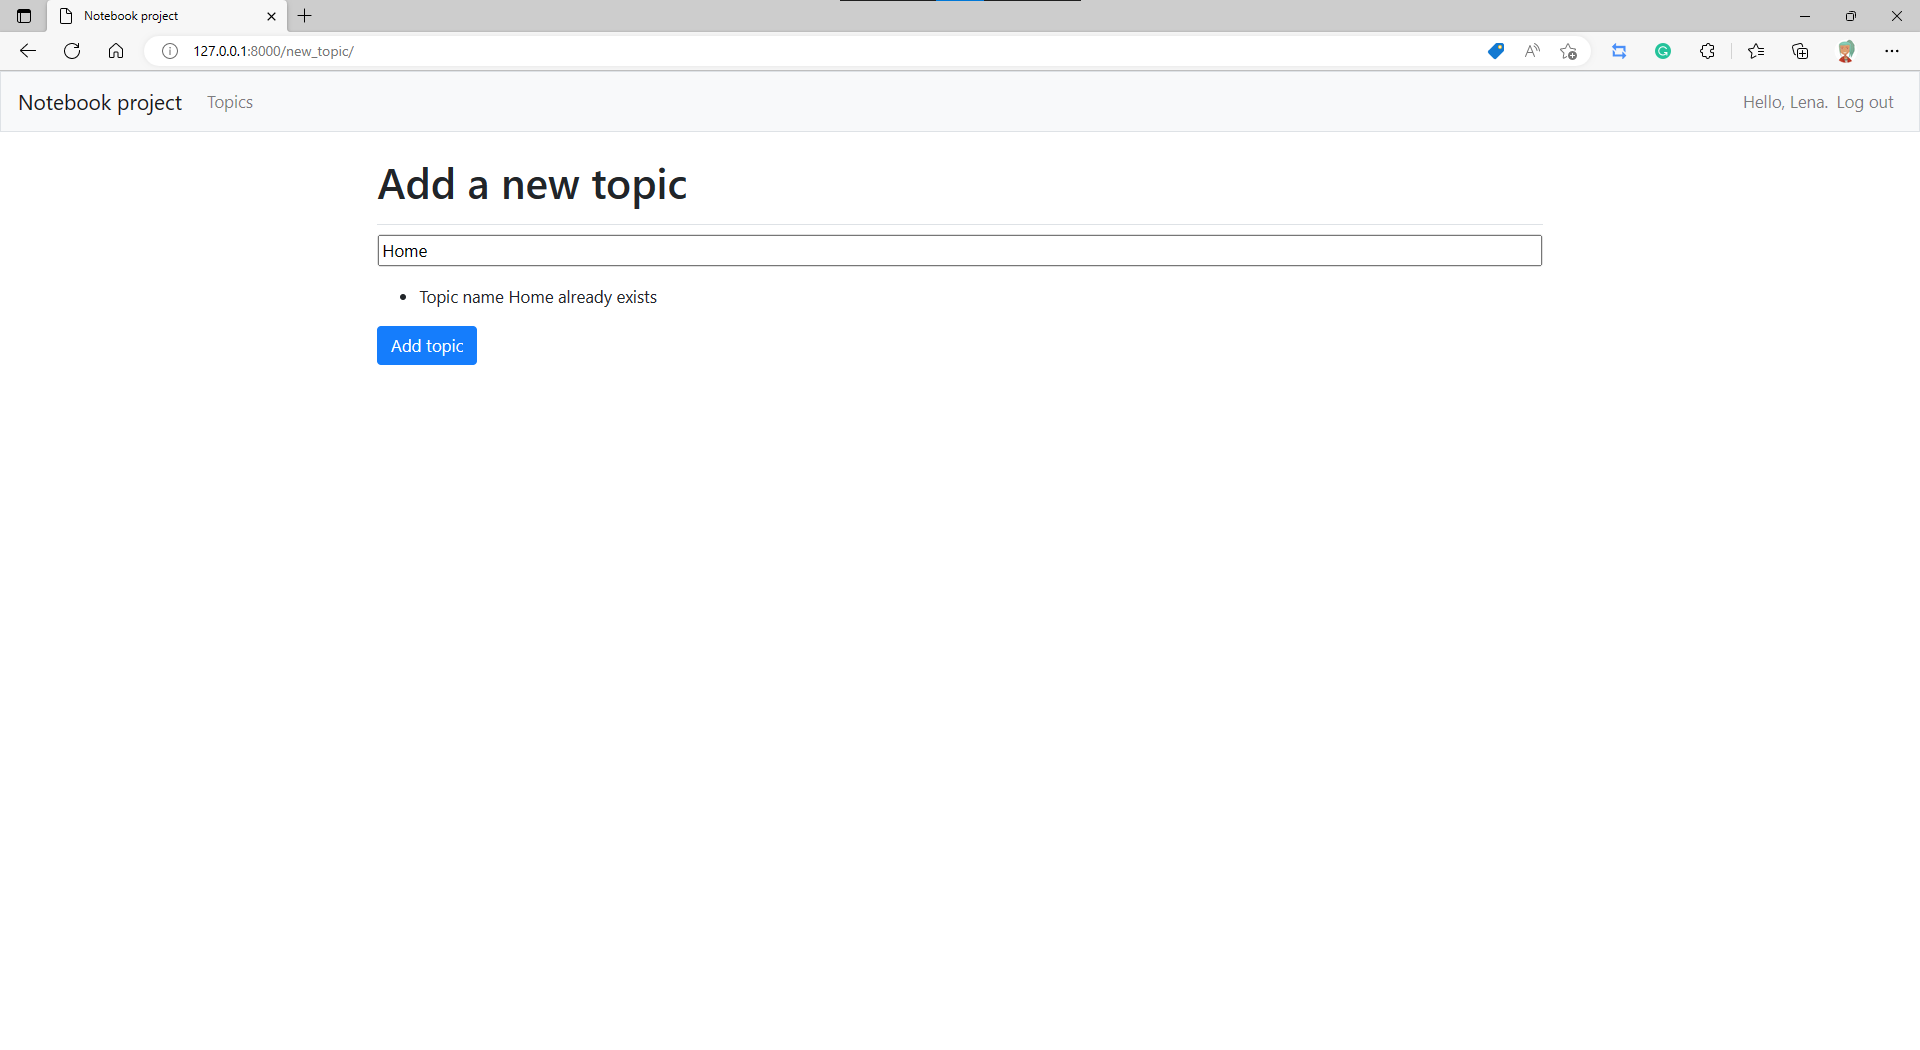 Notebook project
127.0.0.1:8000/new_topic/
Notebook project Topics Hello, Lena. Log out
Add a new topic
Home
Topic name Home already exists
Add topic